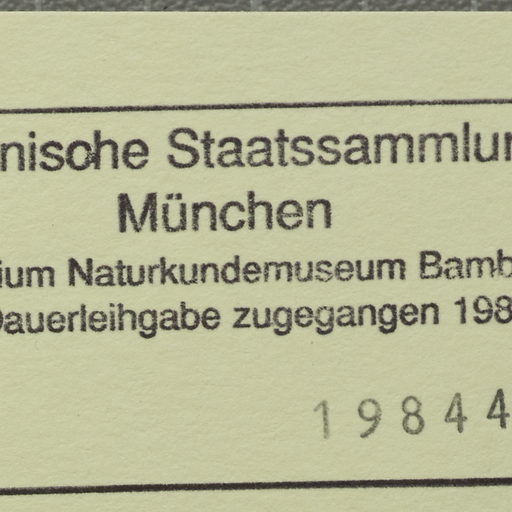 nische Staatssammlun
München
ium Naturkundemuseum Bamb
Dauerleihgabe zugegangen 198
19844